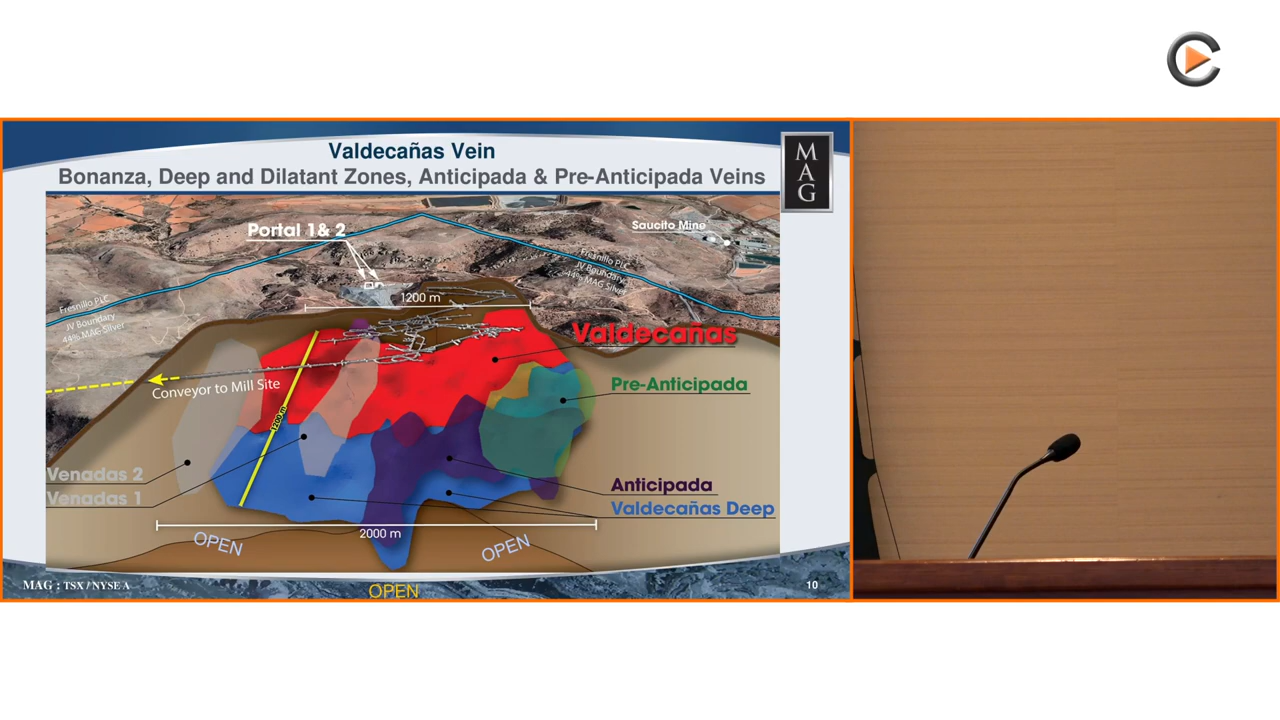 Valdecañas Vein
Bonanza, Deep and Dilatant Zones, Anticipada & Pre-Anticipada Veins
M
A
G
Portal 1& 2
Saucito Mine
Fresnillo PLC
JV Boundary
44% MAG Silver
Fresnillo PLC
JV Boundary
44% MAG Silver
1200 m
Valdecañas
Conveyor to Mill Site
Pre-Anticipada
1200 m
Venadas 2
Venadas 1
Anticipada
Valdecañas Deep
2000 m
OPEN
OPEN
OPEN
MAG : TSX / NYSE A
10